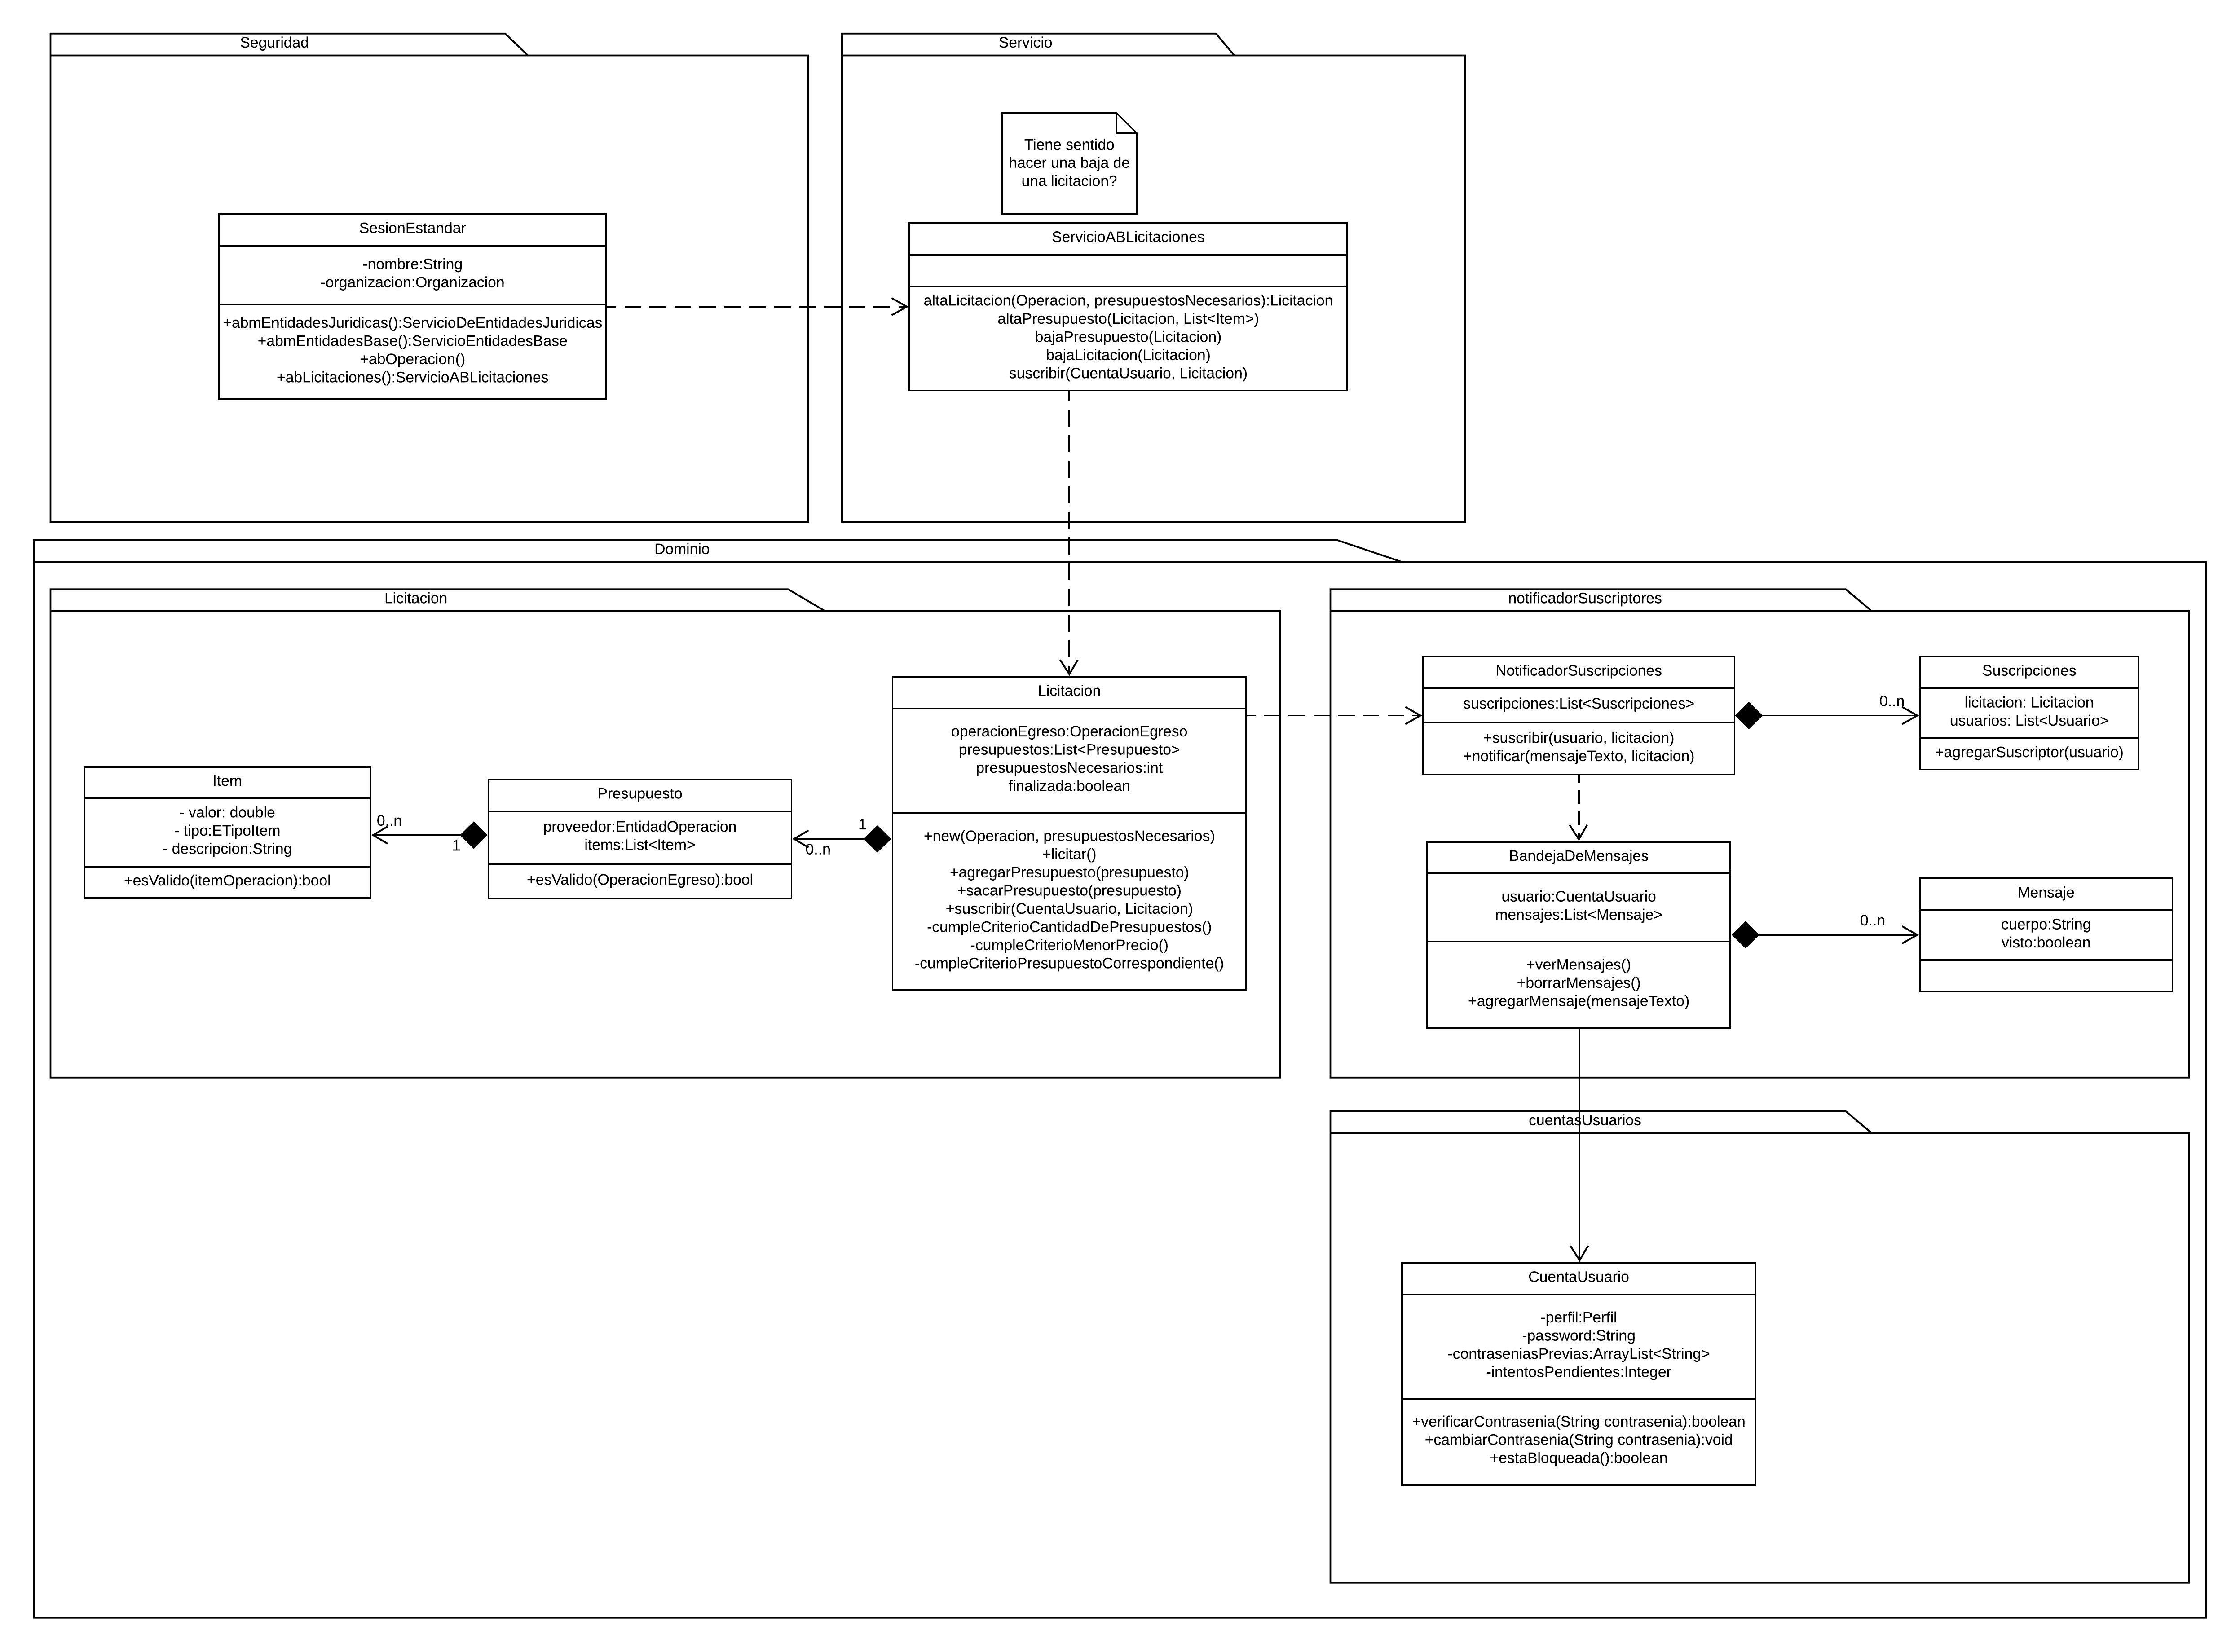 Seguridad
SesionEstandar
-nombre:String
-organizacion:Organizacion
+abmEntidadesJuridicas():ServicioDeEntidadesJuridicas
+abmEntidadesBase():ServicioEntidadesBase
+abOperacion()
+abLicitaciones():ServicioABLicitaciones
Servicio
Tiene sentido
hacer una baja de
una licitacion?
ServicioABLicitaciones
altaLicitacion(Operacion, presupuestosNecesarios):Licitacion
altaPresupuesto(Licitacion, List<Item>)
bajaPresupuesto(Licitacion)
bajaLicitacion(Licitacion)
suscribir(CuentaUsuario, Licitacion)
Dominio
Licitacion
Item
- valor: double
- tipo:ETipoItem
- descripcion:String
+esValido(itemOperacion):bool
0..n
1
Presupuesto
proveedor:EntidadOperacion
items:List<Item>
+esValido(OperacionEgreso):bool
1
0..n
Licitacion
operacionEgreso:OperacionEgreso
presupuestos:List<Presupuesto>
presupuestosNecesarios:int
finalizada:boolean
+new(Operacion, presupuestosNecesarios)
+licitar()
+agregarPresupuesto(presupuesto)
+sacarPresupuesto(presupuesto)
+suscribir(CuentaUsuario, Licitacion)
-cumpleCriterioCantidadDePresupuestos()
-cumpleCriterioMenorPrecio()
-cumpleCriterioPresupuestoCorrespondiente()
notificadorSuscriptores
NotificadorSuscripciones
suscripciones:List<Suscripciones>
+suscribir(usuario, licitacion)
+notificar(mensajeTexto, licitacion)
0..n
Suscripciones
licitacion: Licitacion
usuarios: List<Usuario>
+agregarSuscriptor(usuario)
BandejaDeMensajes
usuario:CuentaUsuario
mensajes:List<Mensaje>
+verMensajes()
+borrarMensajes()
+agregarMensaje(mensajeTexto)
0..n
Mensaje
cuerpo:String
visto:boolean
cuentasUsuarios
CuentaUsuario
-perfil:Perfil
-password:String
-contraseniasPrevias:ArrayList<String>
-intentosPendientes:Integer
+verificarContrasenia(String contrasenia):boolean
+cambiarContrasenia(String contrasenia):void
+estaBloqueada():boolean